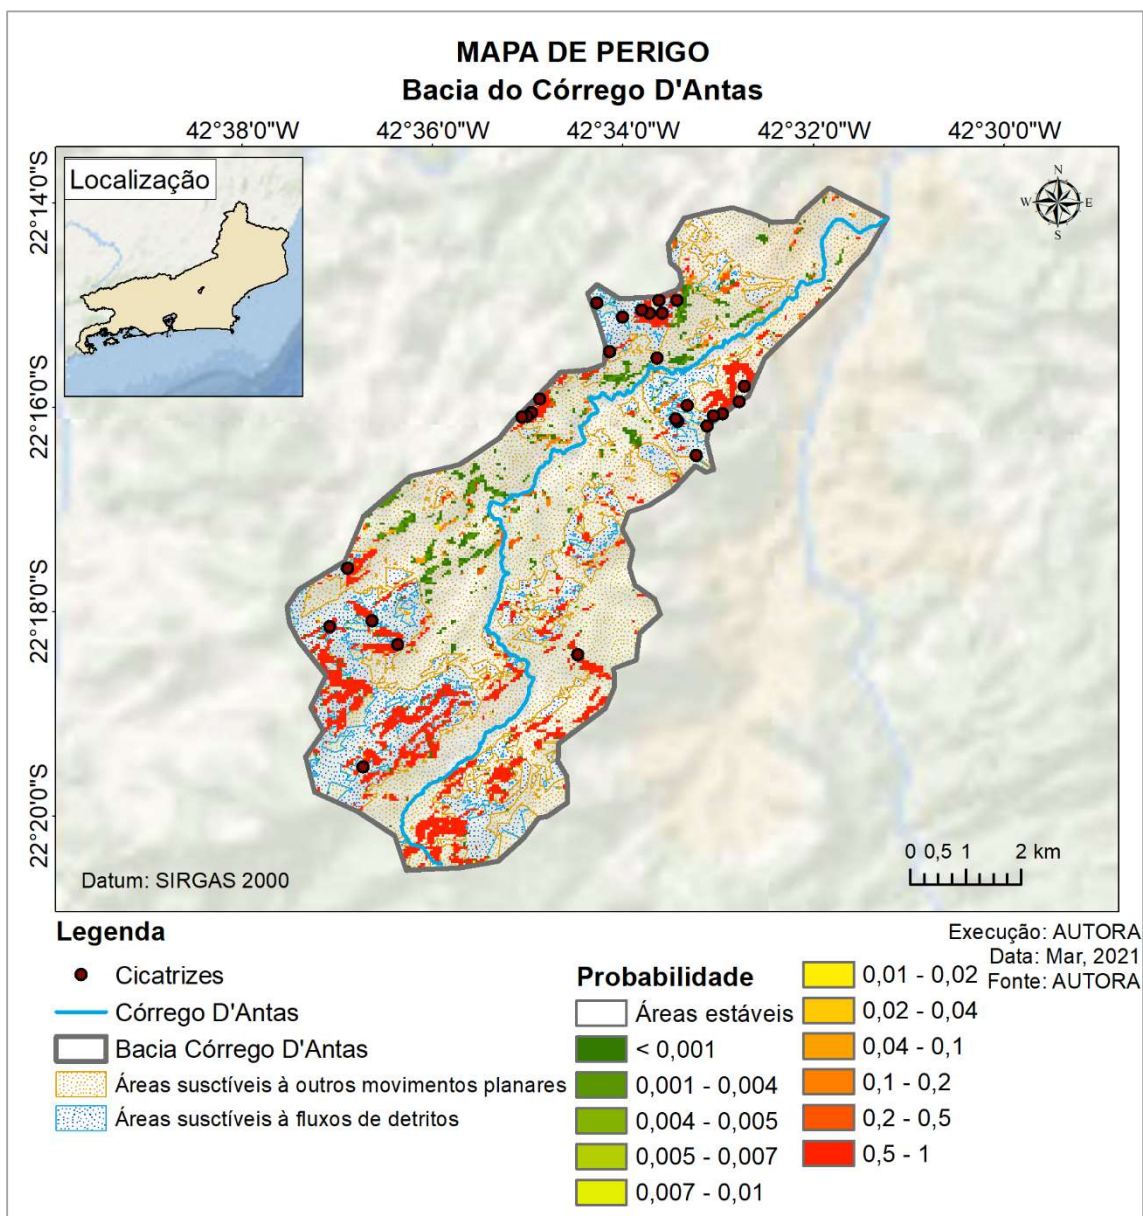 MAPA DE PERIGO
Bacia do Córrego D'Antas
42°38'0"W 42°36'0"W 42°34'0"W 42°32'0"W 42°30'0"W
22°14'0"S
22°16'0"S
22°18'0"S
22°20'0"S
Localização
N
W E
S
0 0,5 1 2 km
Datum: SIRGAS 2000
Legenda
Cicatrizes
Córrego D'Antas
Bacia Córrego D'Antas
Áreas susctíveis à outros movimentos planares
Áreas susctíveis à fluxos de detritos
Probabilidade
Áreas estáveis
< 0,001
0,001 - 0,004
0,004 - 0,005
0,005 - 0,007
0,007 - 0,01
0,01 - 0,02
0,02 - 0,04
0,04 - 0,1
0,1 - 0,2
0,2 - 0,5
0,5 - 1
Execução: AUTORA
Data: Mar, 2021
Fonte: AUTORA